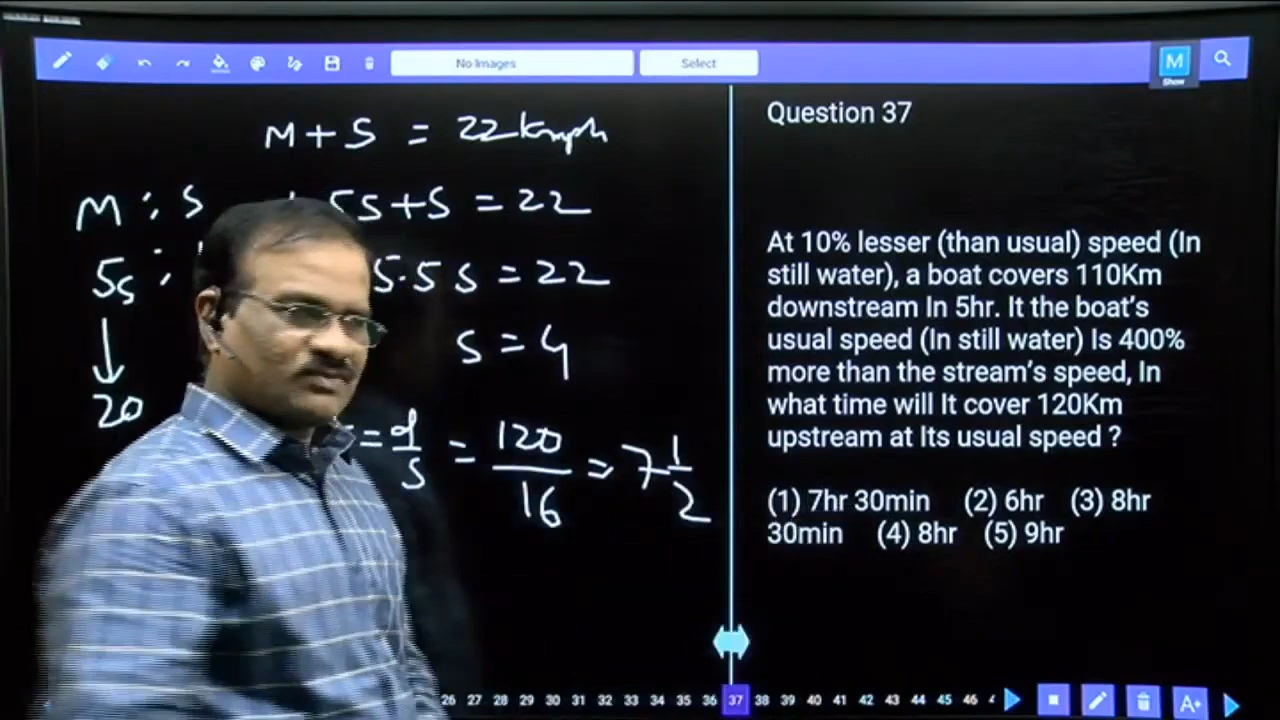 No Images
Select
M
Show
M + S = 22 kmph
M : S
5s + s = 22
5s :
5.5 s = 22
s = 4
20
= d/s = 120/16 = 7 1/2
Question 37
At 10% lesser (than usual) speed (In
still water), a boat covers 110Km
downstream In 5hr. It the boat's
usual speed (In still water) Is 400%
more than the stream's speed, In
what time will It cover 120Km
upstream at Its usual speed ?
(1) 7hr 30min (2) 6hr (3) 8hr
30min (4) 8hr (5) 9hr
26 27 28 29 30 31 32 33 34 35 36 37 38 39 40 41 42 43 44 45 46
A+